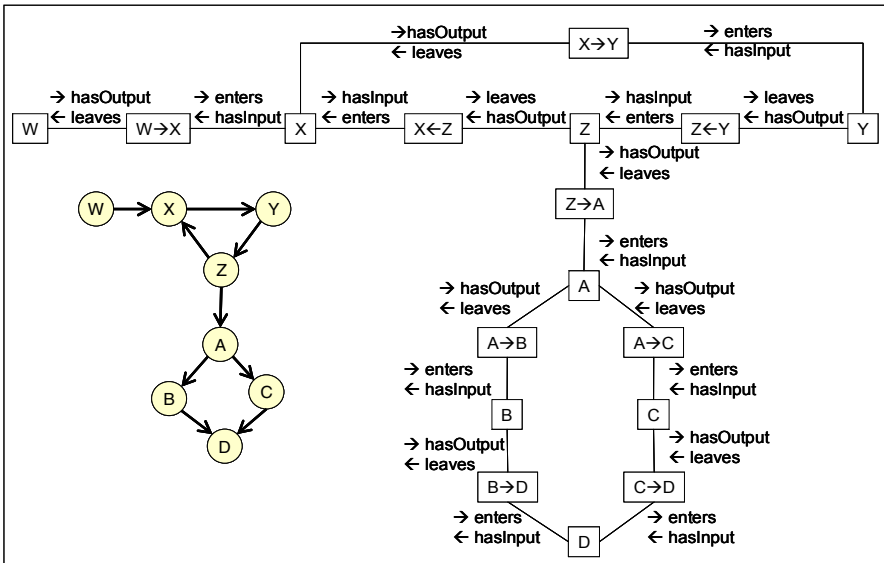 → hasOutput
← leaves
X→Y
→ enters
← hasInput
→ hasOutput
← leaves
→ enters
← hasInput
→ hasInput
← enters
→ leaves
← hasOutput
→ hasInput
← enters
→ leaves
← hasOutput
W
W→X
X
X←Z
Z
Z←Y
Y
→ hasOutput
← leaves
Z→A
→ enters
← hasInput
A
→ hasOutput
← leaves
→ hasOutput
← leaves
A→B
A→C
→ enters
← hasInput
→ enters
← hasInput
B
C
→ hasOutput
← leaves
→ hasOutput
← leaves
B→D
C→D
→ enters
← hasInput
→ enters
← hasInput
D
W
X
Y
Z
A
B
C
D